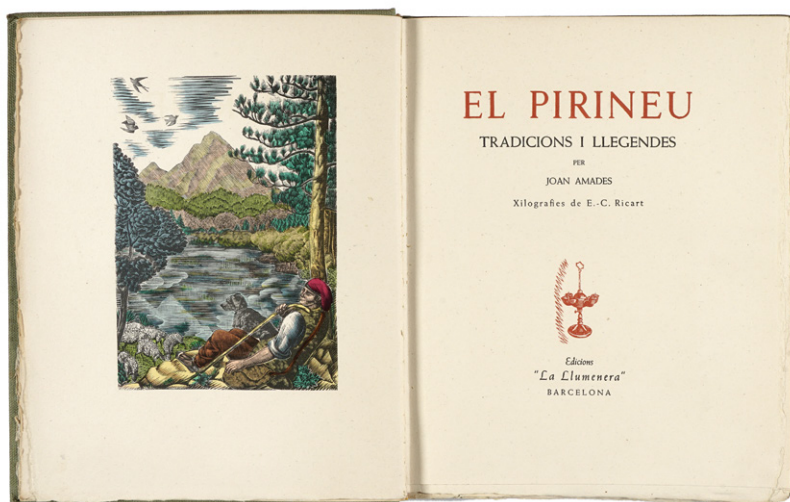 EL PIRINEU
TRADICIONS I LLEGENDES
PER
JOAN AMADES
Xilografies de E.-C. Ricart
Edicions
"La Llumenera"
BARCELONA